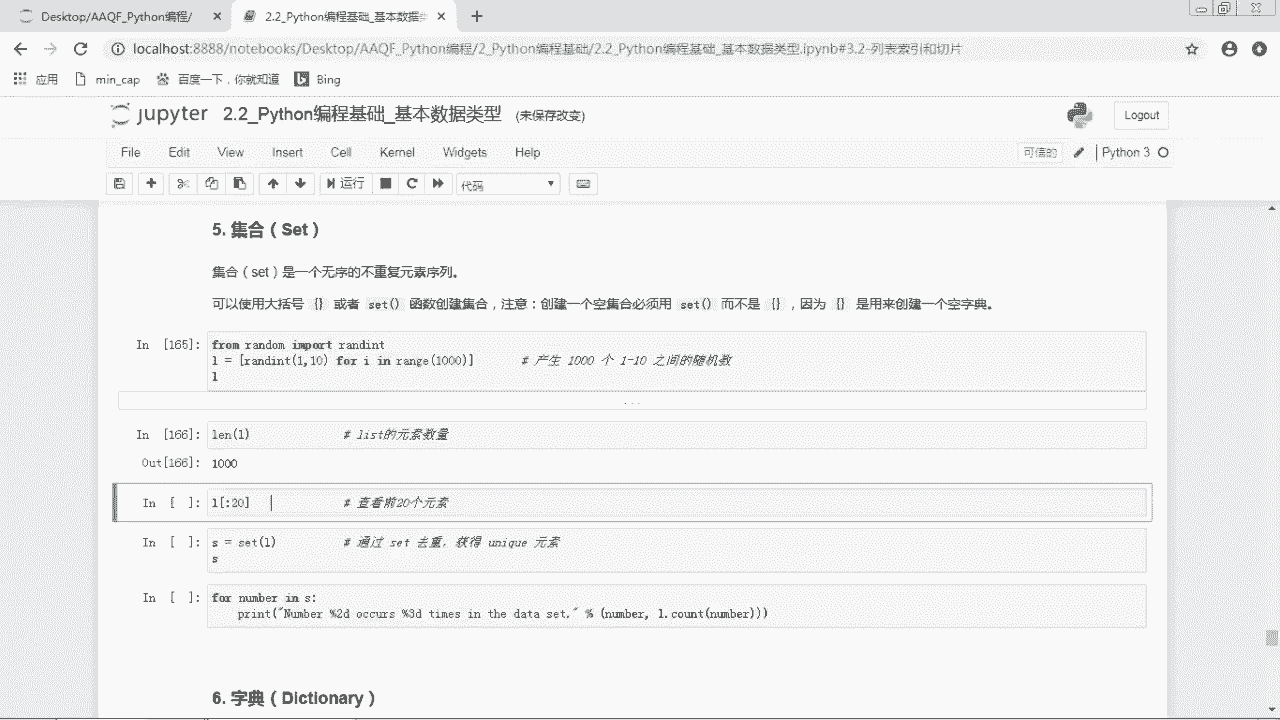 Desktop/AAQF_Python编程/
2.2_Python编程基础_基本数据类
localhost:8888/notebooks/Desktop/AAQF_Python编程/2_Python编程基础/2.2_Python编程基础_基本数据类型.ipynb#3.2-列表索引和切片
应用 min_cap 百度一下，你就知道 Bing
jupyter 2.2_Python编程基础_基本数据类型 (未保存改变) Logout
File Edit View Insert Cell Kernel Widgets Help 可信的 Python 3
运行 代码
5. 集合（Set）
集合（set）是一个无序的不重复元素序列。
可以使用大括号 {} 或者 set() 函数创建集合，注意：创建一个空集合必须用 set() 而不是 {}，因为 {} 是用来创建一个空字典。
In [165]: from random import randint
l = [randint(1,10) for i in range(1000)] # 产生 1000 个 1-10 之间的随机数
l
...
In [166]: len(l) # list的元素数量
Out[166]: 1000
In [ ]: l[:20] # 查看前20个元素
In [ ]: s = set(l) # 通过 set 去重，获得 unique 元素
s
In [ ]: for number in s:
print("Number %2d occurs %3d times in the data set." % (number, l.count(number)))
6. 字典（Dictionary）